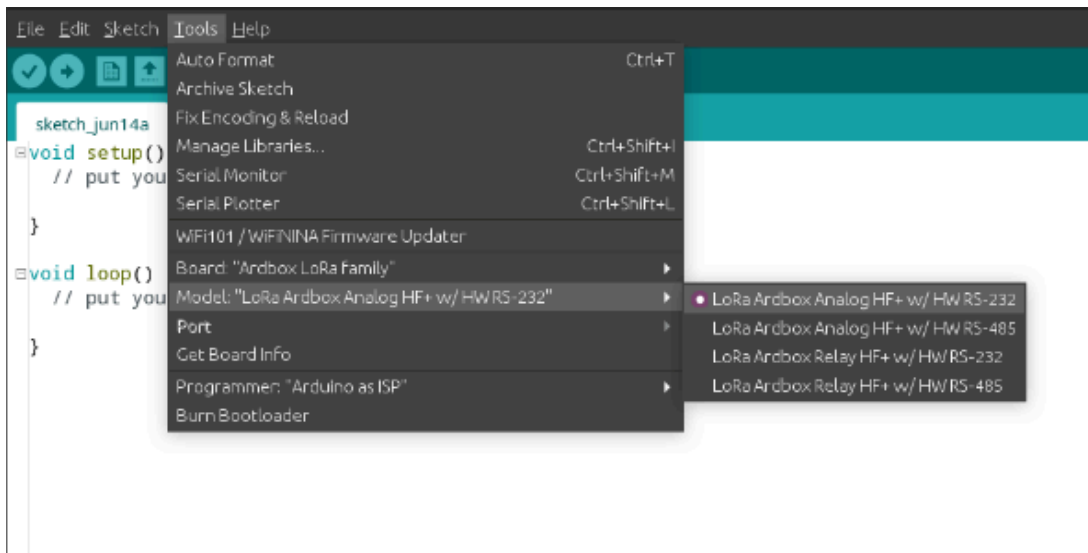 File Edit Sketch Tools Help
sketch_jun14a
void setup()
// put you
}
void loop()
// put you
}
Auto Format Ctrl+T
Archive Sketch
Fix Encoding & Reload
Manage Libraries... Ctrl+Shift+I
Serial Monitor Ctrl+Shift+M
Serial Plotter Ctrl+Shift+L
WiFi101 / WiFiNINA Firmware Updater
Board: "Ardbox LoRa family"
Model: "LoRa Ardbox Analog HF+ w/ HW RS-232"
Port
Get Board Info
Programmer: "Arduino as ISP"
Burn Bootloader
LoRa Ardbox Analog HF+ w/ HW RS-232
LoRa Ardbox Analog HF+ w/ HW RS-485
LoRa Ardbox Relay HF+ w/ HW RS-232
LoRa Ardbox Relay HF+ w/ HW RS-485